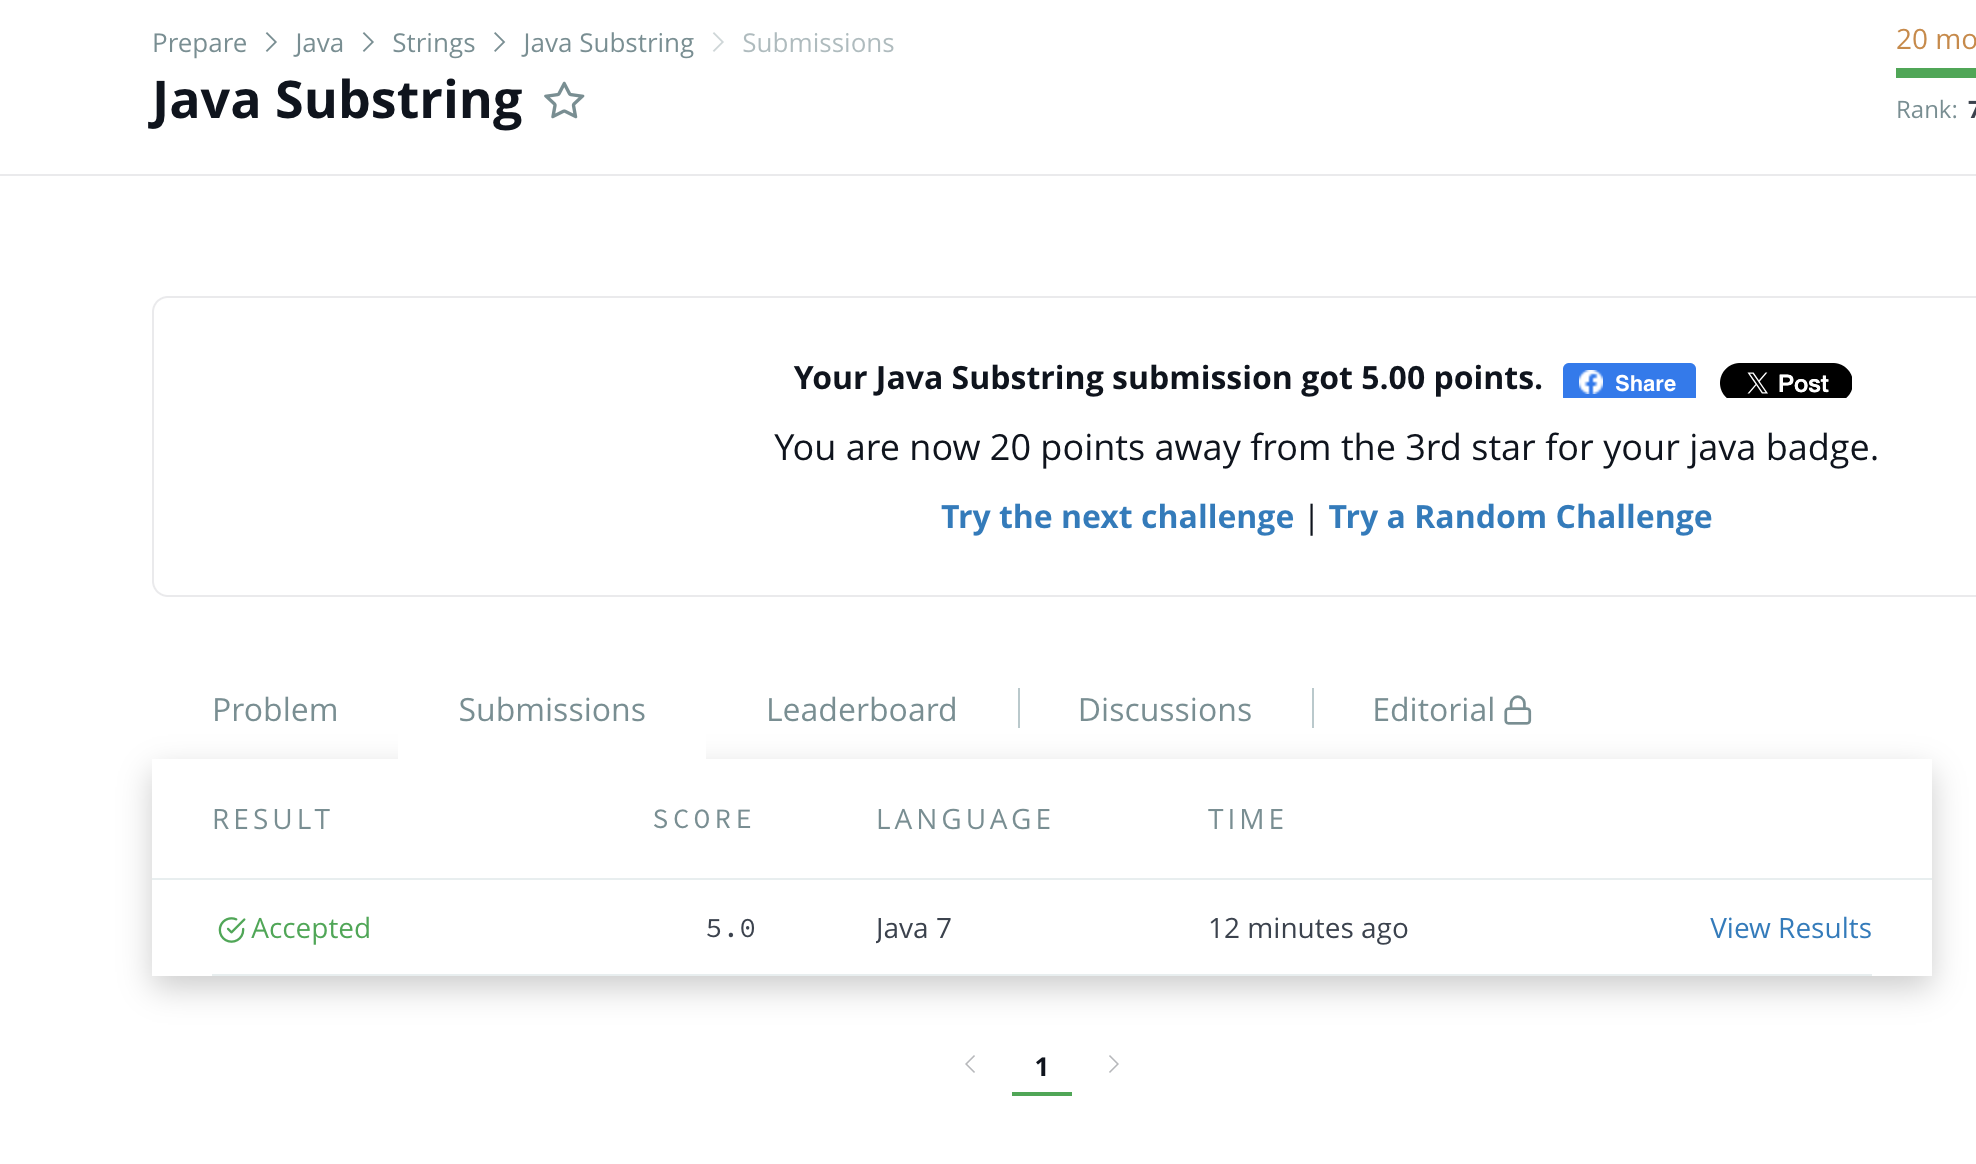 Prepare > Java > Strings > Java Substring > Submissions
Java Substring
20 mo
Rank: 7
Your Java Substring submission got 5.00 points. Share Post
You are now 20 points away from the 3rd star for your java badge.
Try the next challenge | Try a Random Challenge
Problem Submissions Leaderboard Discussions Editorial
RESULT SCORE LANGUAGE TIME
Accepted 5.0 Java 7 12 minutes ago View Results
1